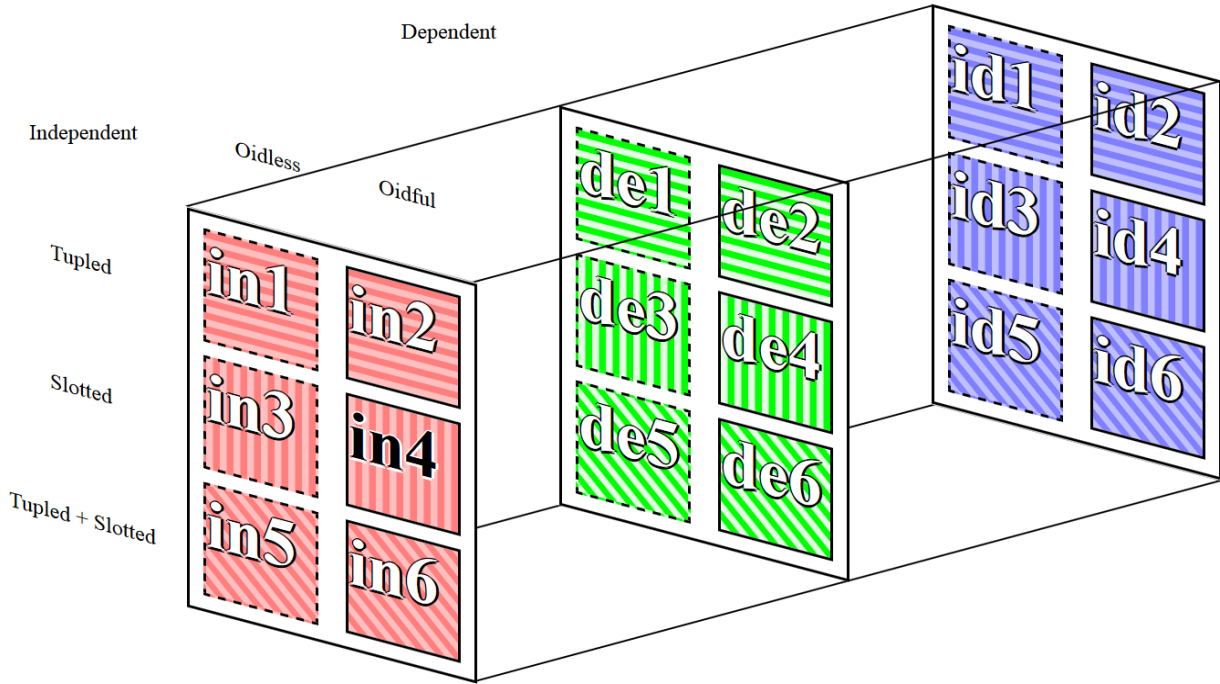 Dependent
Independent
Oidless
Oidful
Tupled
Slotted
Tupled + Slotted
in1
in2
in3
in4
in5
in6
de1
de2
de3
de4
de5
de6
id1
id2
id3
id4
id5
id6